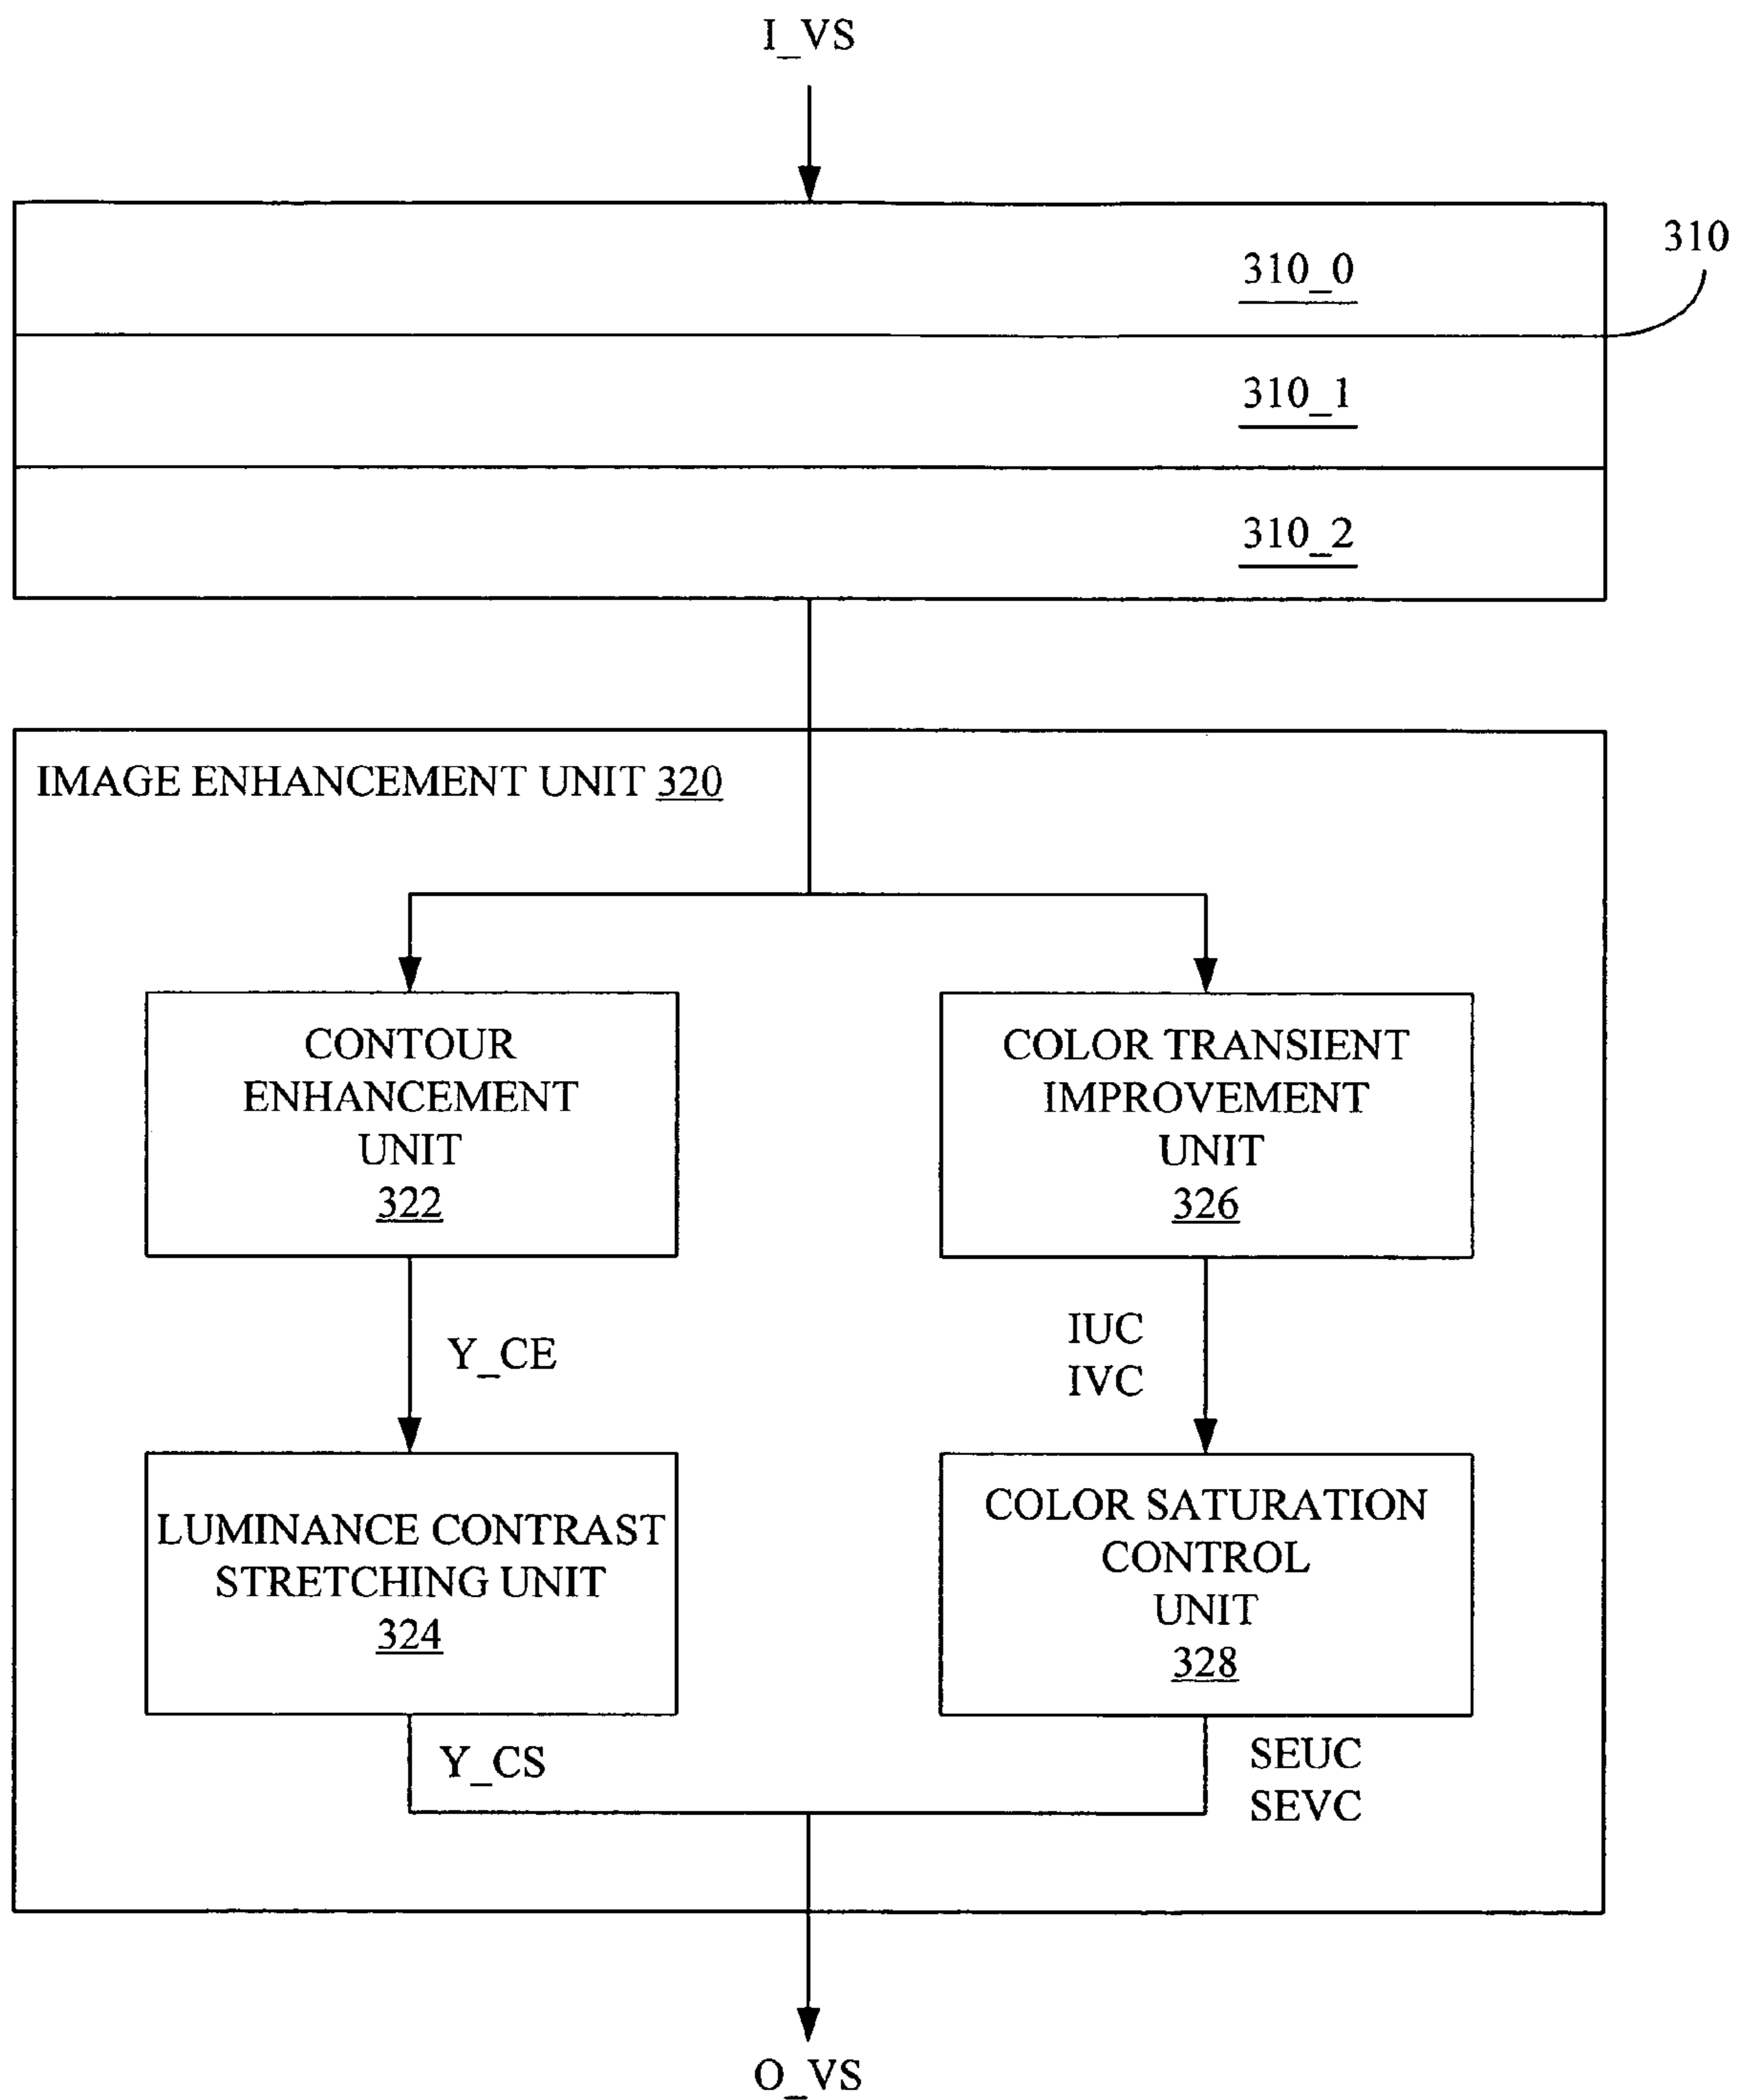 I_VS
310
310_0
310_1
310_2
IMAGE ENHANCEMENT UNIT 320
CONTOUR
ENHANCEMENT
UNIT
322
COLOR TRANSIENT
IMPROVEMENT
UNIT
326
Y_CE
IUC
IVC
LUMINANCE CONTRAST
STRETCHING UNIT
324
COLOR SATURATION
CONTROL
UNIT
328
Y_CS
SEUC
SEVC
O_VS